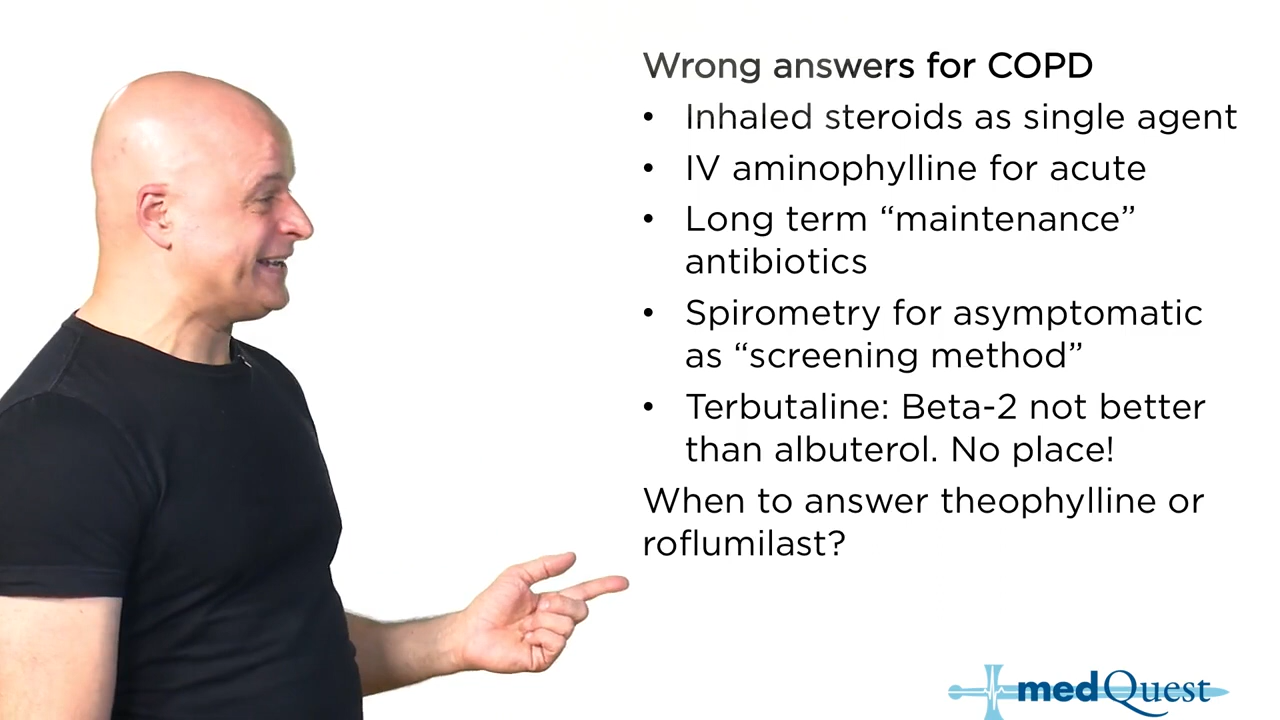 Wrong answers for COPD
• Inhaled steroids as single agent
• IV aminophylline for acute
• Long term “maintenance”
antibiotics
• Spirometry for asymptomatic
as “screening method”
• Terbutaline: Beta-2 not better
than albuterol. No place!
When to answer theophylline or
roflumilast?
medQuest